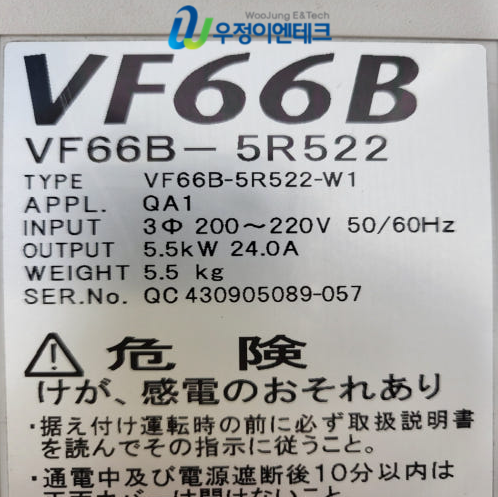 WooJung E&Tech
우정이엔테크
VF66B
VF66B-5R522
TYPE VF66B-5R522-W1
APPL. QA1
INPUT 3Φ 200～220V 50/60Hz
OUTPUT 5.5kW 24.0A
WEIGHT 5.5 kg
SER.No. QC 430905089-057
危 険
けが、感電のおそれあり
・据え付け運転時の前に必ず取扱説明書
を読んでその指示に従うこと。
・通電中及び電源遮断後10分以内は